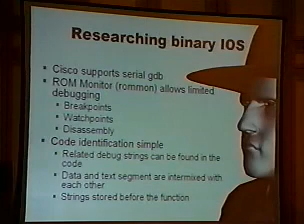 Researching binary IOS
Cisco supports serial gdb
ROM Monitor (rommon) allows limited
debugging
Breakpoints
Watchpoints
Disassembly
Code identification simple
Related debug strings can be found in the
code
Data and text segment are intermixed with
each other
Strings stored before the function